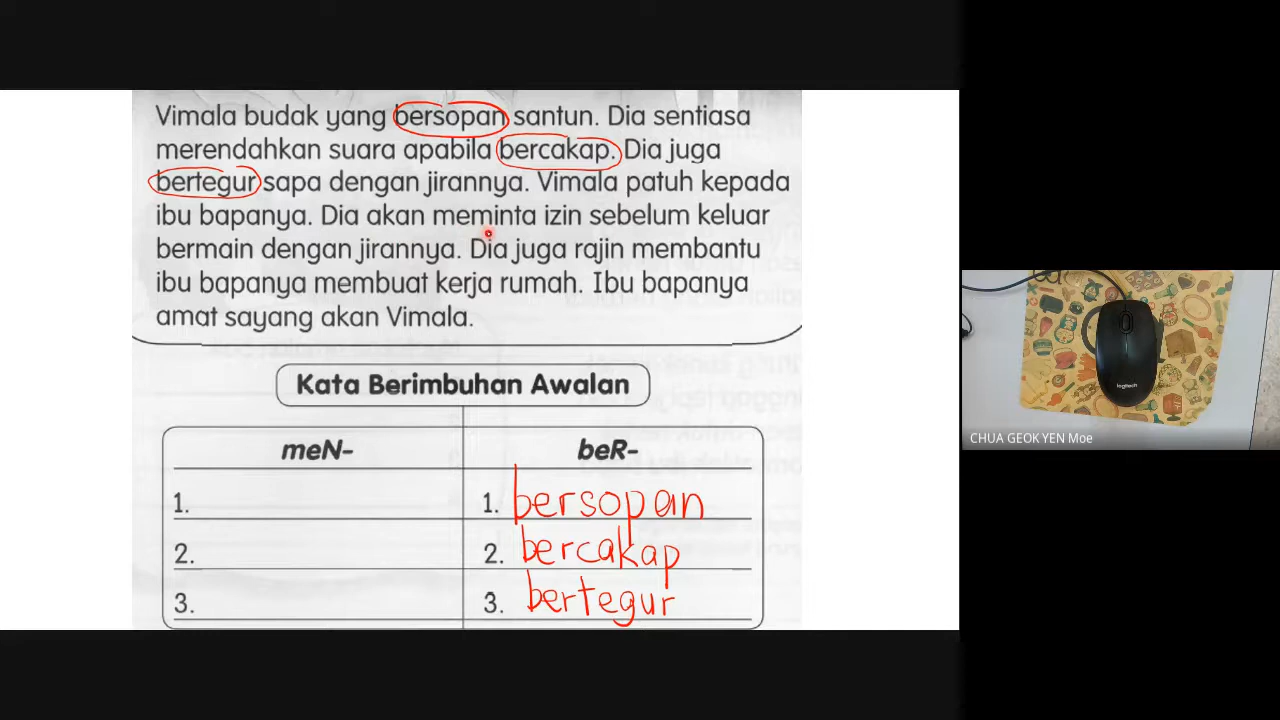 Vimala budak yang bersopan santun. Dia sentiasa
merendahkan suara apabila bercakap. Dia juga
bertegur sapa dengan jirannya. Vimala patuh kepada
ibu bapanya. Dia akan meminta izin sebelum keluar
bermain dengan jirannya. Dia juga rajin membantu
ibu bapanya membuat kerja rumah. Ibu bapanya
amat sayang akan Vimala.
Kata Berimbuhan Awalan
meN- beR-
1. 1. bersopan
2. 2. bercakap
3. 3. bertegur
logitech
CHUA GEOK YEN Moe